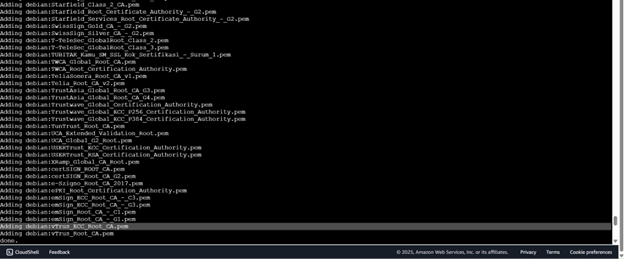 Adding debian:Starfield_Class_2_CA.pem
Adding debian:Starfield_Root_Certificate_Authority_-_G2.pem
Adding debian:Starfield_Services_Root_Certificate_Authority_-_G2.pem
Adding debian:SwissSign_Gold_CA_-_G2.pem
Adding debian:SwissSign_Silver_CA_-_G2.pem
Adding debian:T-TeleSec_GlobalRoot_Class_2.pem
Adding debian:T-TeleSec_GlobalRoot_Class_3.pem
Adding debian:TUBITAK_Kamu_SM_SSL_Kok_Sertifikasi_-_Surum_1.pem
Adding debian:TWCA_Global_Root_CA.pem
Adding debian:TWCA_Root_Certification_Authority.pem
Adding debian:TeliaSonera_Root_CA_v1.pem
Adding debian:Telia_Root_CA_v2.pem
Adding debian:TrustAsia_Global_Root_CA_G3.pem
Adding debian:TrustAsia_Global_Root_CA_G4.pem
Adding debian:Trustwave_Global_Certification_Authority.pem
Adding debian:Trustwave_Global_ECC_P256_Certification_Authority.pem
Adding debian:Trustwave_Global_ECC_P384_Certification_Authority.pem
Adding debian:TunTrust_Root_CA.pem
Adding debian:UCA_Extended_Validation_Root.pem
Adding debian:UCA_Global_G2_Root.pem
Adding debian:USERTrust_ECC_Certification_Authority.pem
Adding debian:USERTrust_RSA_Certification_Authority.pem
Adding debian:XRamp_Global_CA_Root.pem
Adding debian:certSIGN_ROOT_CA.pem
Adding debian:certSIGN_Root_CA_G2.pem
Adding debian:e-Szigno_Root_CA_2017.pem
Adding debian:ePKI_Root_Certification_Authority.pem
Adding debian:emSign_ECC_Root_CA_-_C3.pem
Adding debian:emSign_ECC_Root_CA_-_G3.pem
Adding debian:emSign_Root_CA_-_C1.pem
Adding debian:emSign_Root_CA_-_G1.pem
Adding debian:vTrus_ECC_Root_CA.pem
Adding debian:vTrus_Root_CA.pem
done.
CloudShell Feedback © 2025, Amazon Web Services, Inc. or its affiliates. Privacy Terms Cookie preferences